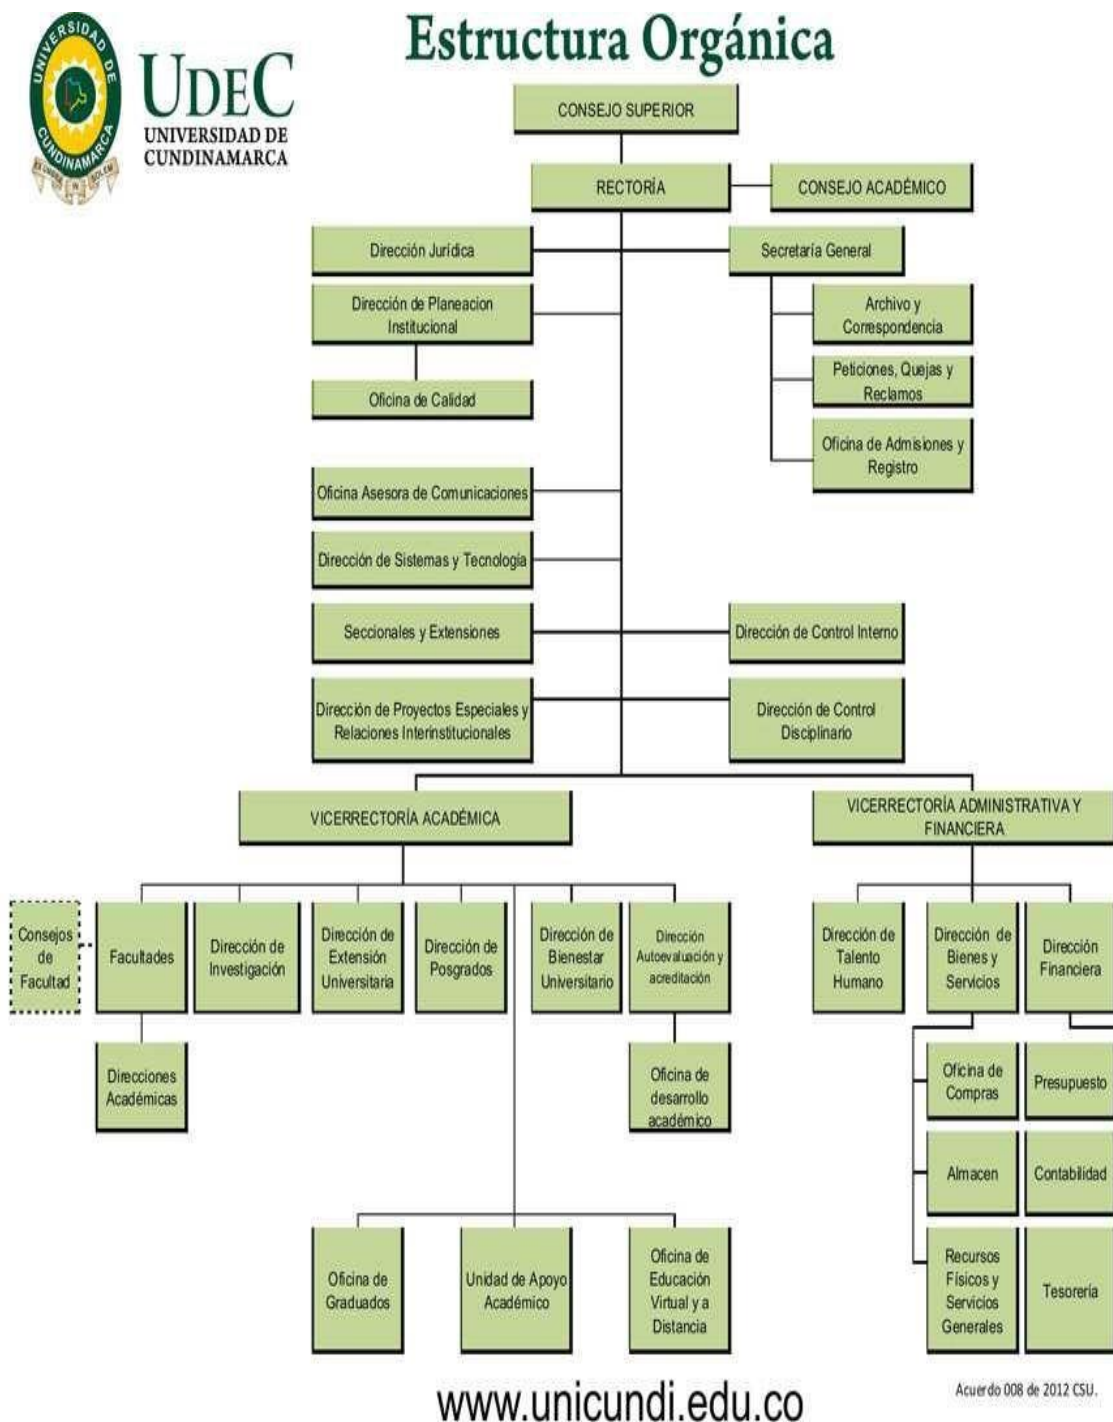 Estructura Orgánica
UNIVERSIDAD DE
CUNDINAMARCA
UDEC
UNIVERSIDAD DE
CUNDINAMARCA
CONSEJO SUPERIOR
RECTORÍA
CONSEJO ACADÉMICO
Dirección Jurídica
Secretaría General
Dirección de Planeacion
Institucional
Archivo y
Correspondencia
Oficina de Calidad
Peticiones, Quejas y
Reclamos
Oficina de Admisiones y
Registro
Oficina Asesora de Comunicaciones
Dirección de Sistemas y Tecnología
Seccionales y Extensiones
Dirección de Control Interno
Dirección de Proyectos Especiales y
Relaciones Interinstitucionales
Dirección de Control
Disciplinario
VICERRECTORÍA ACADÉMICA
VICERRECTORÍA ADMINISTRATIVA Y
FINANCIERA
Consejos
de
Facultad
Facultades
Dirección de
Investigación
Dirección de
Extensión
Universitaria
Dirección de
Posgrados
Dirección de
Bienestar
Universitario
Dirección
Autoevaluación y
acreditación
Dirección de
Talento
Humano
Dirección de
Bienes y
Servicios
Dirección
Financiera
Direcciones
Académicas
Oficina de
desarrollo
académico
Oficina de
Compras
Presupuesto
Almacen
Contabilidad
Oficina de
Graduados
Unidad de Apoyo
Académico
Oficina de
Educación
Virtual y a
Distancia
Recursos
Físicos y
Servicios
Generales
Tesorería
www.unicundi.edu.co
Acuerdo 008 de 2012 CSU.